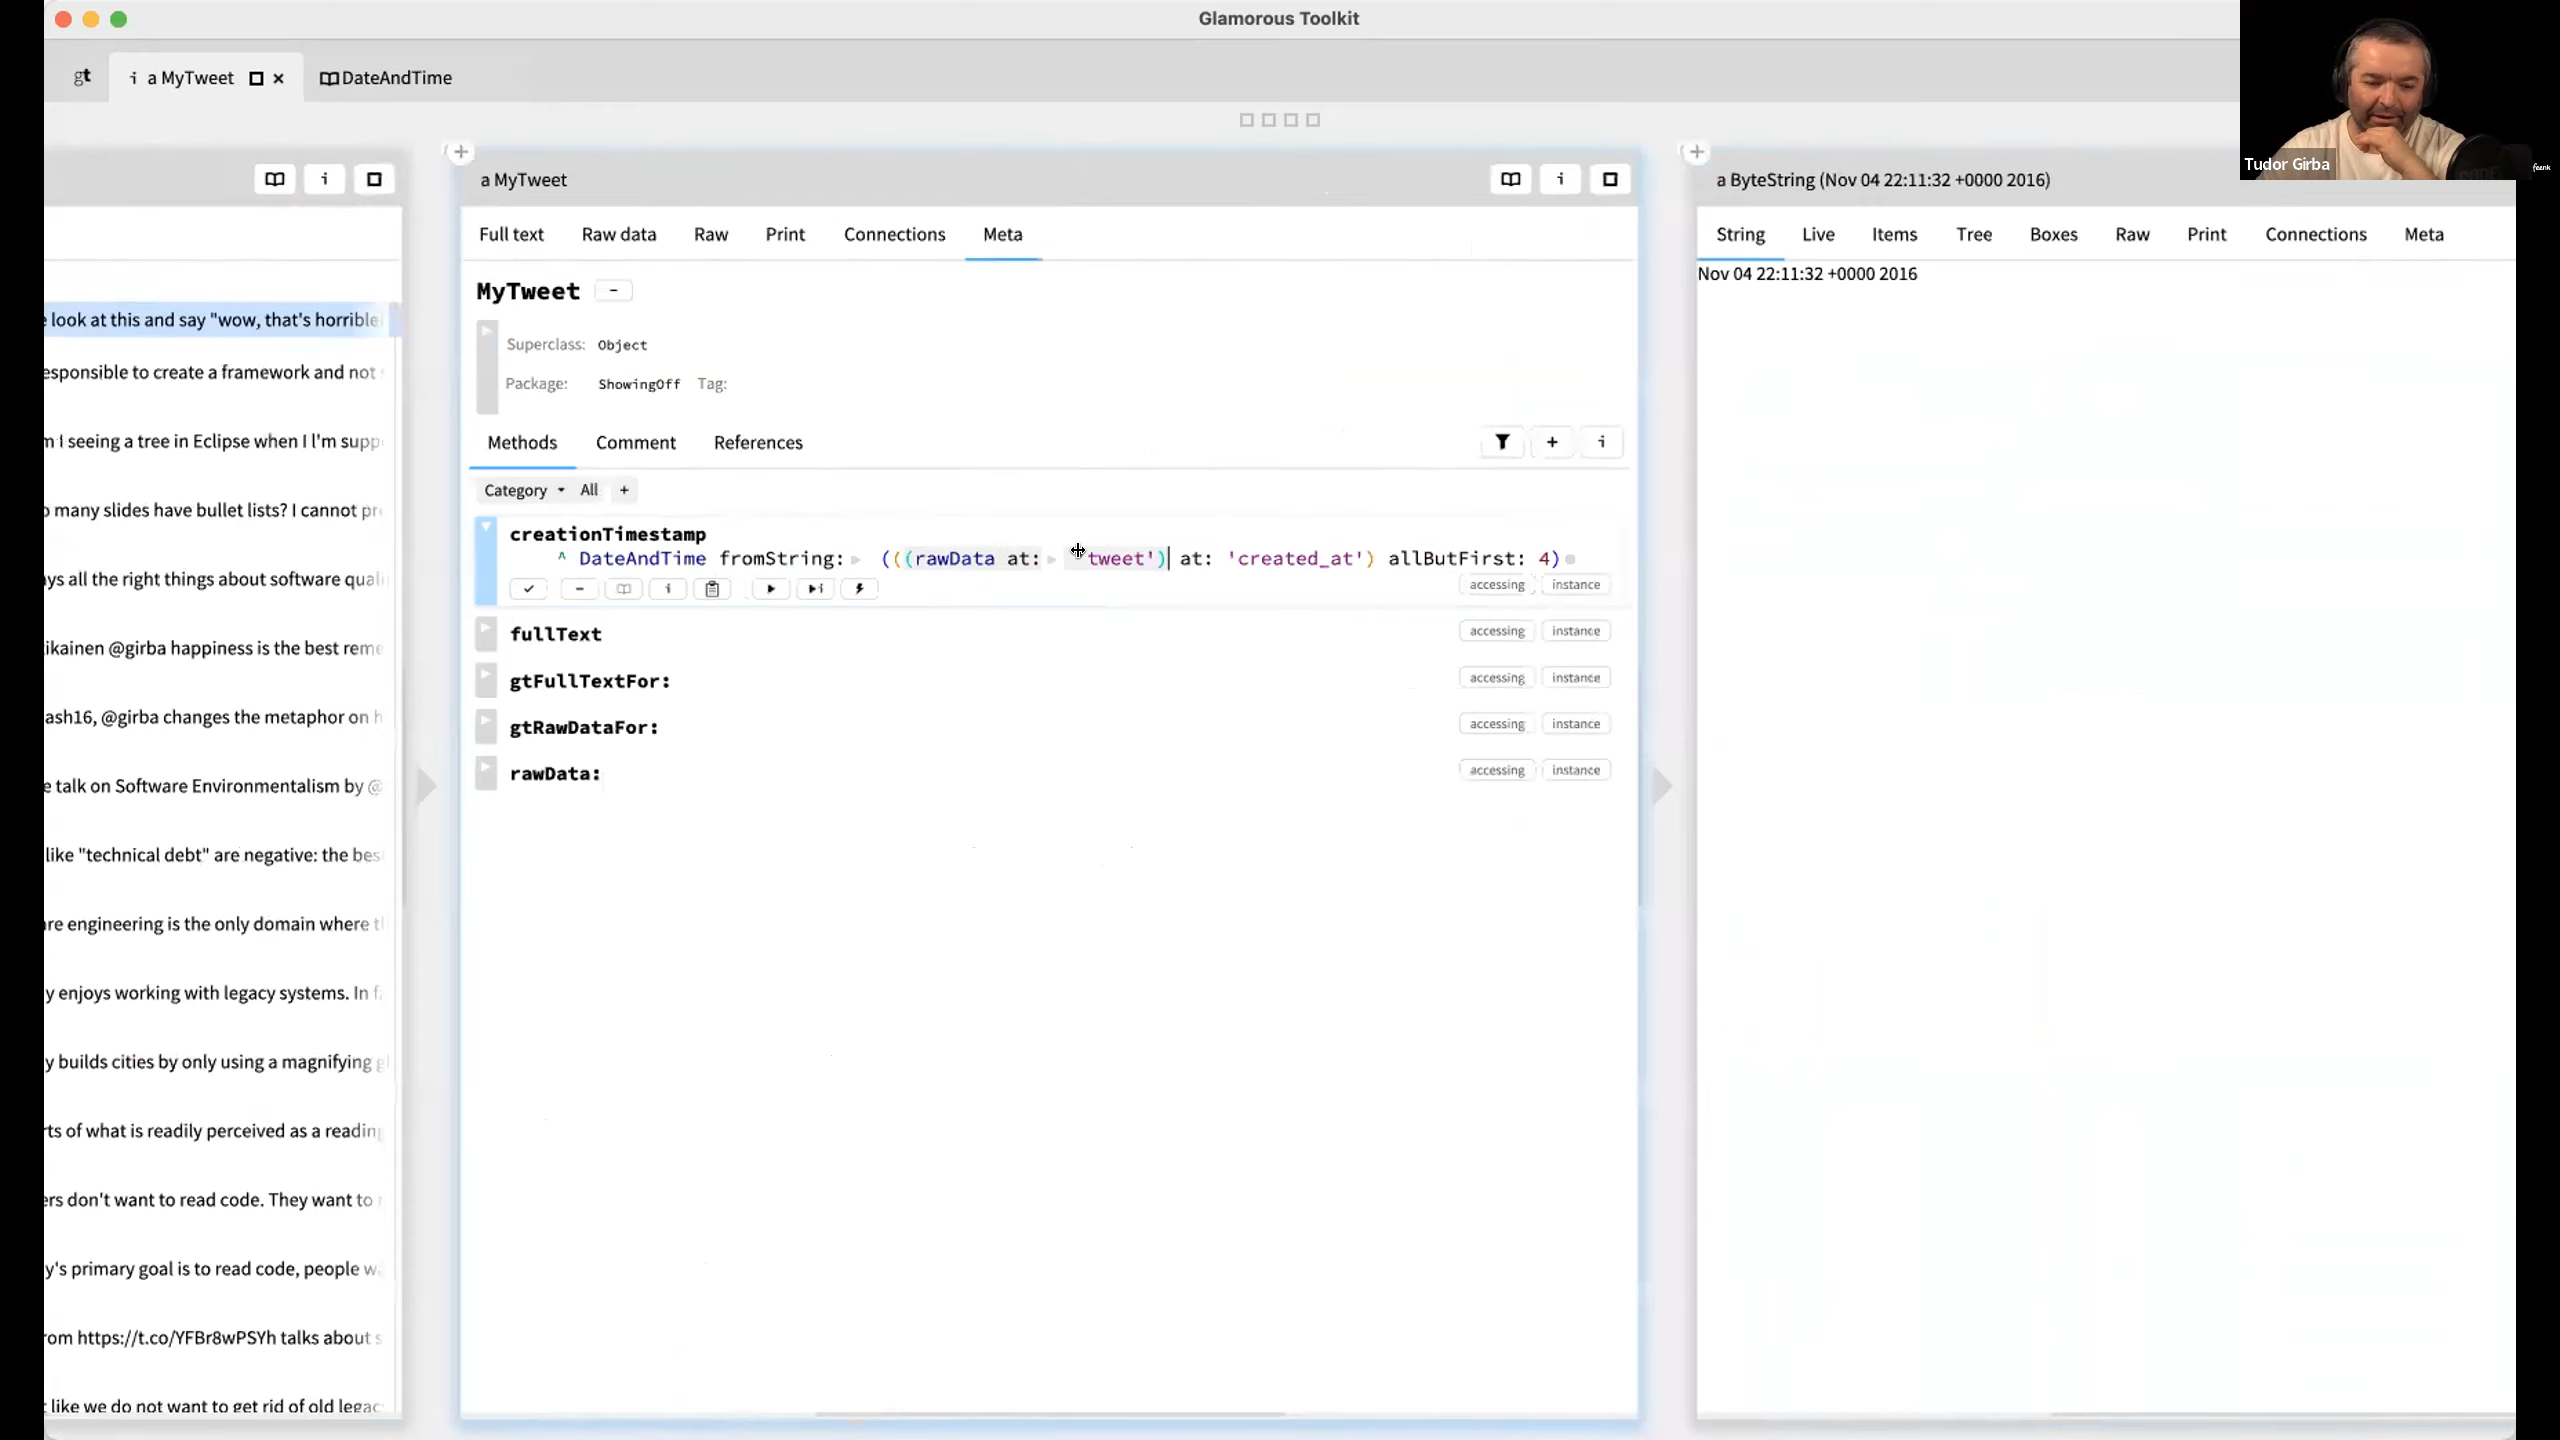 Glamorous Toolkit
gt
i a MyTweet
DateAndTime
Tudor Girba
feenk
look at this and say "wow, that's horrible
esponsible to create a framework and not
I seeing a tree in Eclipse when I I'm supp
many slides have bullet lists? I cannot pr
ys all the right things about software quali
ikainen @girba happiness is the best reme
ash16, @girba changes the metaphor on h
e talk on Software Environmentalism by @
like "technical debt" are negative: the bes
re engineering is the only domain where t
y enjoys working with legacy systems. In f
y builds cities by only using a magnifying g
rts of what is readily perceived as a reading
ers don't want to read code. They want to
y's primary goal is to read code, people w
om https://t.co/YFBr8wPSYh talks about s
like we do not want to get rid of old legac
a MyTweet
Full text Raw data Raw Print Connections Meta
MyTweet
Superclass: Object
Package: ShowingOff Tag:
Methods Comment References
Category All +
creationTimestamp
^ DateAndTime fromString: (((rawData at: 'tweet') at: 'created_at') allButFirst: 4)
accessing instance
fullText accessing instance
gtFullTextFor: accessing instance
gtRawDataFor: accessing instance
rawData: accessing instance
a ByteString (Nov 04 22:11:32 +0000 2016)
String Live Items Tree Boxes Raw Print Connections Meta
Nov 04 22:11:32 +0000 2016